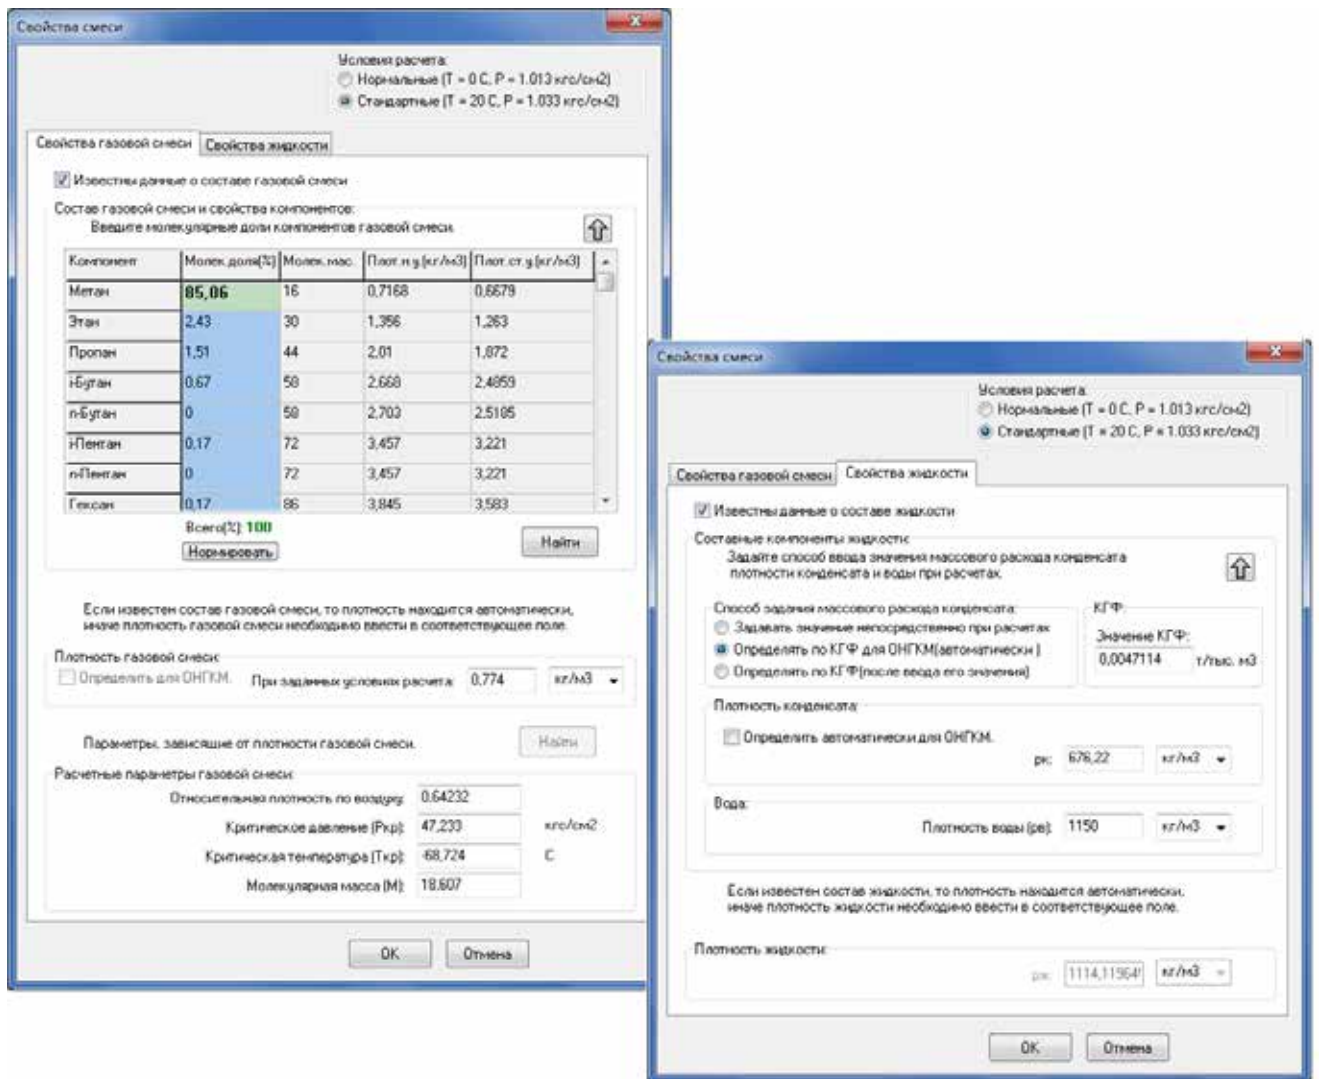 Свойства смеси
Условия расчета:
Нормальные (T = 0 C, P = 1.013 кгс/см2)
Стандартные (T = 20 C, P = 1.033 кгс/см2)
Свойства газовой смеси Свойства жидкости
Известны данные о составе газовой смеси
Состав газовой смеси и свойства компонентов:
Введите молекулярные доли компонентов газовой смеси.
Компонент Молек.доля(%) Молек.мас. Плот.н.у.(кг/м3) Плот.ст.у.(кг/м3)
Метан 85,06 16 0,7168 0,6679
Этан 2,43 30 1,356 1,263
Пропан 1,51 44 2,01 1,872
i-Бутан 0,67 58 2,668 2,4859
n-Бутан 0 58 2,703 2,5185
i-Пентан 0,17 72 3,457 3,221
n-Пентан 0 72 3,457 3,221
Гексан 0,17 86 3,845 3,583
Всего(%): 100
Нормировать
Найти
Если известен состав газовой смеси, то плотность находится автоматически,
иначе плотность газовой смеси необходимо ввести в соответствующее поле.
Плотность газовой смеси:
Определить для ОНГКМ. При заданных условиях расчета: 0,774 кг/м3
Параметры, зависящие от плотности газовой смеси. Найти
Расчетные параметры газовой смеси:
Относительная плотность по воздуху: 0,64232
Критическое давление (Ркр): 47,233 кгс/см2
Критическая температура (Ткр): -68,724 С
Молекулярная масса (М): 18,607
ОК Отмена
Свойства смеси
Условия расчета:
Нормальные (T = 0 C, P = 1.013 кгс/см2)
Стандартные (T = 20 C, P = 1.033 кгс/см2)
Свойства газовой смеси Свойства жидкости
Известны данные о составе жидкости
Составные компоненты жидкости:
Задайте способ ввода значения массового расхода конденсата
плотности конденсата и воды при расчетах.
Способ задания массового расхода конденсата:
Задавать значение непосредственно при расчетах
Определять по КГФ для ОНГКМ(автоматически )
Определять по КГФ(после ввода его значения)
КГФ:
Значение КГФ:
0,0047114 т/тыс. м3
Плотность конденсата:
Определить автоматически для ОНГКМ.
рк: 676,22 кг/м3
Вода:
Плотность воды (рв): 1150 кг/м3
Если известен состав жидкости, то плотность находится автоматически,
иначе плотность жидкости необходимо ввести в соответствующее поле.
Плотность жидкости:
рж: 1114,11964 кг/м3
ОК Отмена